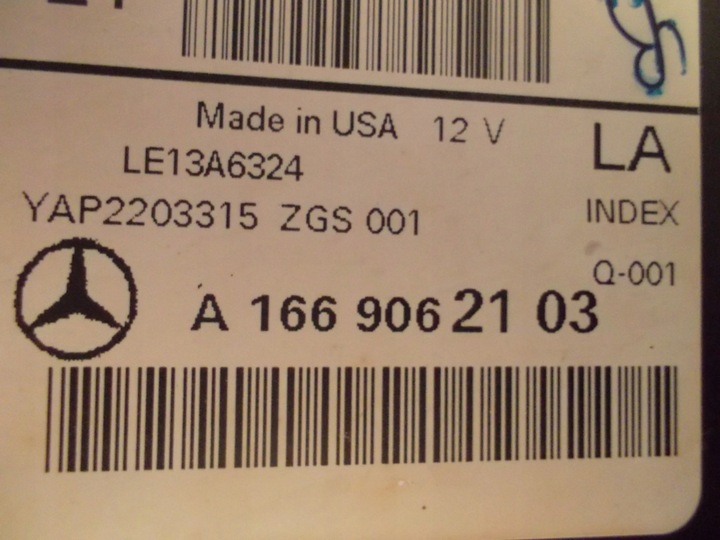 Made in USA 12 V
LA
LE13A6324
YAP2203315 ZGS 001
INDEX
Q-001
A 166 906 21 03